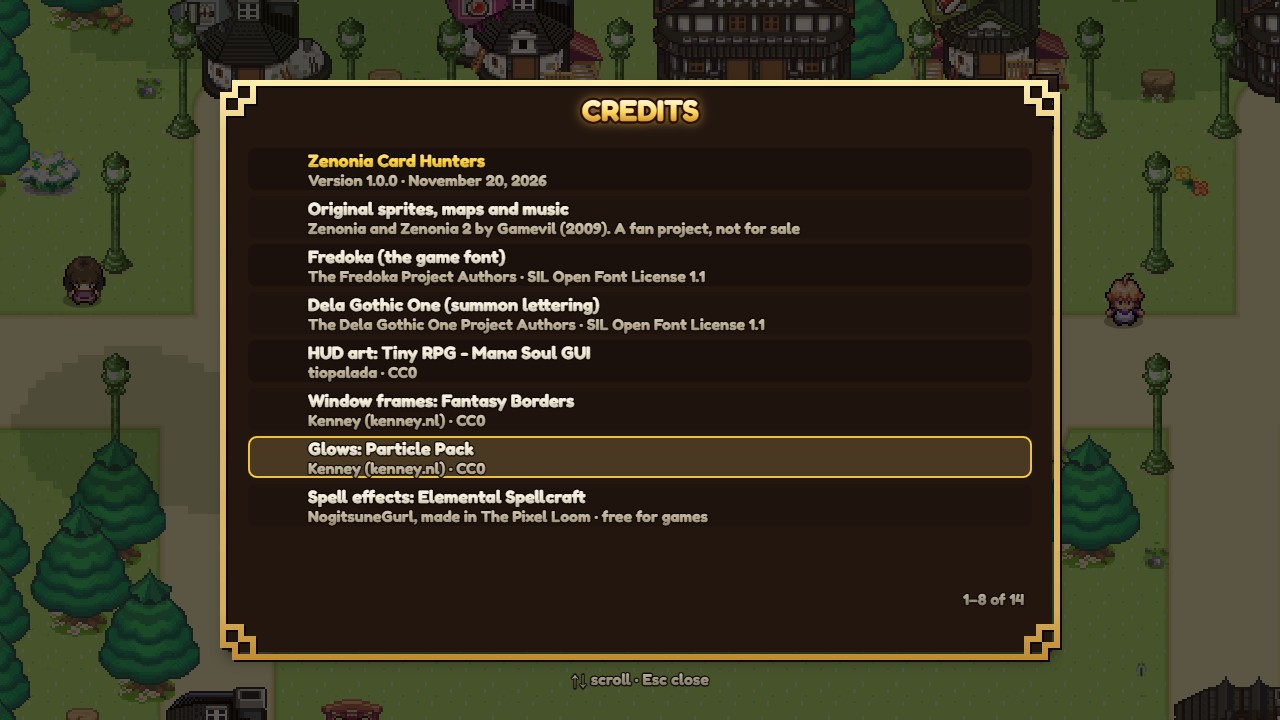 CREDITS
Zenonia Card Hunters
Version 1.0.0 · November 20, 2026
Original sprites, maps and music
Zenonia and Zenonia 2 by Gamevil (2009). A fan project, not for sale
Fredoka (the game font)
The Fredoka Project Authors · SIL Open Font License 1.1
Dela Gothic One (summon lettering)
The Dela Gothic One Project Authors · SIL Open Font License 1.1
HUD art: Tiny RPG - Mana Soul GUI
tiopalada · CC0
Window frames: Fantasy Borders
Kenney (kenney.nl) · CC0
Glows: Particle Pack
Kenney (kenney.nl) · CC0
Spell effects: Elemental Spellcraft
NogitsuneGurl, made in The Pixel Loom · free for games
1–8 of 14
↑↓ scroll · Esc close